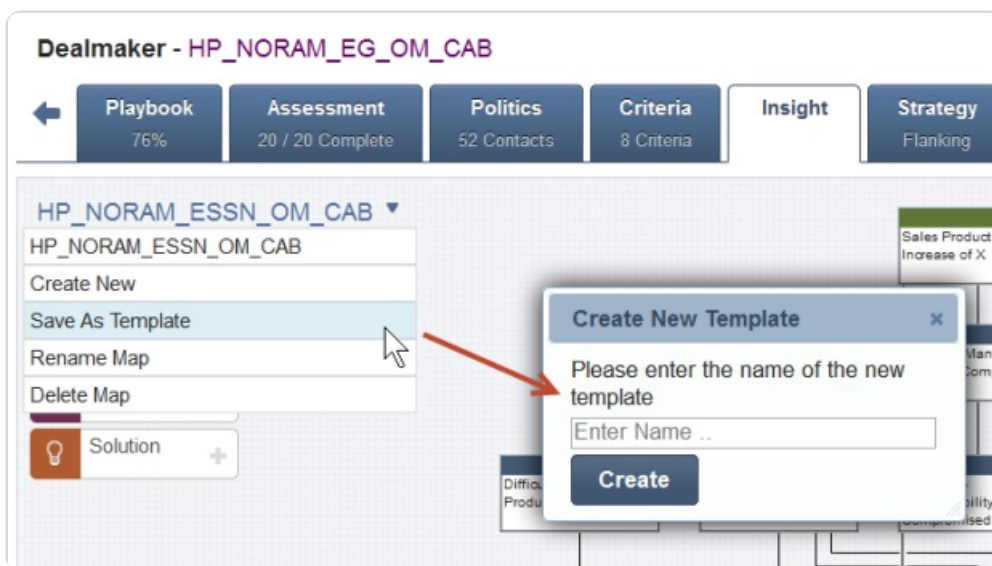 Dealmaker - HP_NORAM_EG_OM_CAB
Playbook
76%
Assessment
20 / 20 Complete
Politics
52 Contacts
Criteria
8 Criteria
Insight
Strategy
Flanking
HP_NORAM_ESSN_OM_CAB
HP_NORAM_ESSN_OM_CAB
Create New
Save As Template
Rename Map
Delete Map
Solution
Sales Product
Increase of X
Create New Template
Please enter the name of the new
template
Enter Name ..
Create